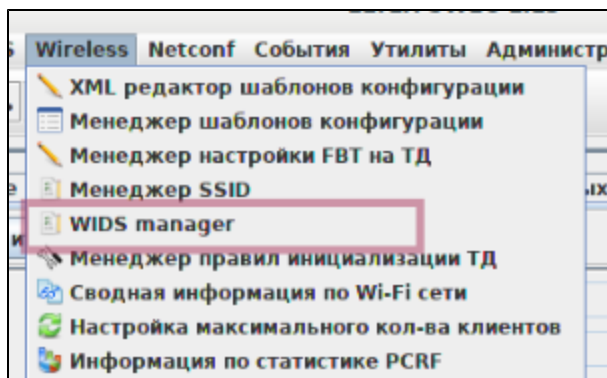 Wireless Netconf События Утилиты Администр
XML редактор шаблонов конфигурации
Менеджер шаблонов конфигурации
Менеджер настройки FBT на ТД
Менеджер SSID
WIDS manager
Менеджер правил инициализации ТД
Сводная информация по Wi-Fi сети
Настройка максимального кол-ва клиентов
Информация по статистике PCRF